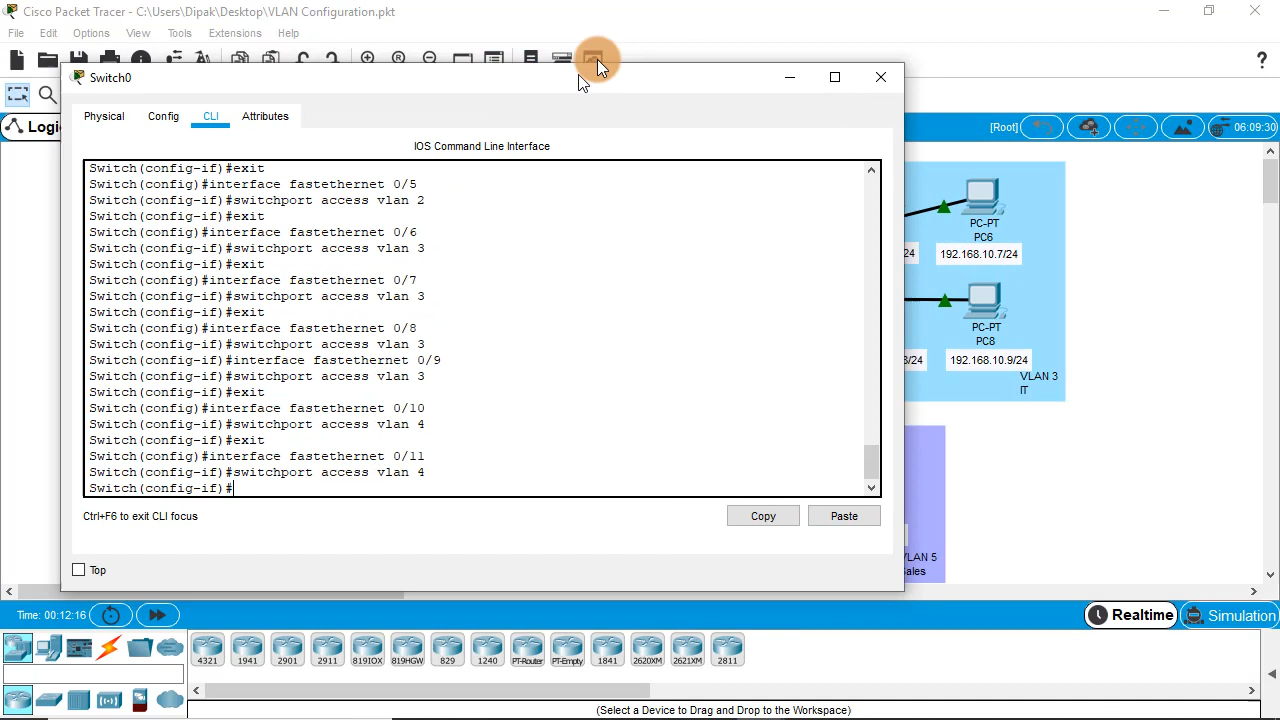 Cisco Packet Tracer - C:\Users\Dipak\Desktop\VLAN Configuration.pkt
File Edit Options View Tools Extensions Help
Switch0
[Root]
06:09:30
Physical Config CLI Attributes
IOS Command Line Interface
Switch(config-if)#exit
Switch(config)#interface fastethernet 0/5
Switch(config-if)#switchport access vlan 2
Switch(config-if)#exit
Switch(config)#interface fastethernet 0/6
Switch(config-if)#switchport access vlan 3
Switch(config-if)#exit
Switch(config)#interface fastethernet 0/7
Switch(config-if)#switchport access vlan 3
Switch(config-if)#exit
Switch(config)#interface fastethernet 0/8
Switch(config-if)#switchport access vlan 3
Switch(config-if)#interface fastethernet 0/9
Switch(config-if)#switchport access vlan 3
Switch(config-if)#exit
Switch(config)#interface fastethernet 0/10
Switch(config-if)#switchport access vlan 4
Switch(config-if)#exit
Switch(config)#interface fastethernet 0/11
Switch(config-if)#switchport access vlan 4
Switch(config-if)#
Ctrl+F6 to exit CLI focus
Copy Paste
Top
PC-PT
PC6
24 192.168.10.7/24
PC-PT
PC8
/24 192.168.10.9/24
VLAN 3
IT
LAN 5
ales
Time: 00:12:16
Realtime Simulation
4321 1941 2901 2911 819IOX 819HGW 829 1240 PT-Router PT-Empty 1841 2620XM 2621XM 2811
(Select a Device to Drag and Drop to the Workspace)